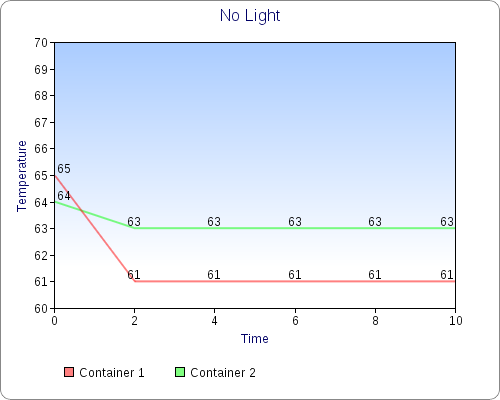 No Light
70
69
68
67
66
65
64
63
62
61
60
Temperature
65
64
63 63 63 63 63
61 61 61 61 61
0 2 4 6 8 10
Time
Container 1 Container 2